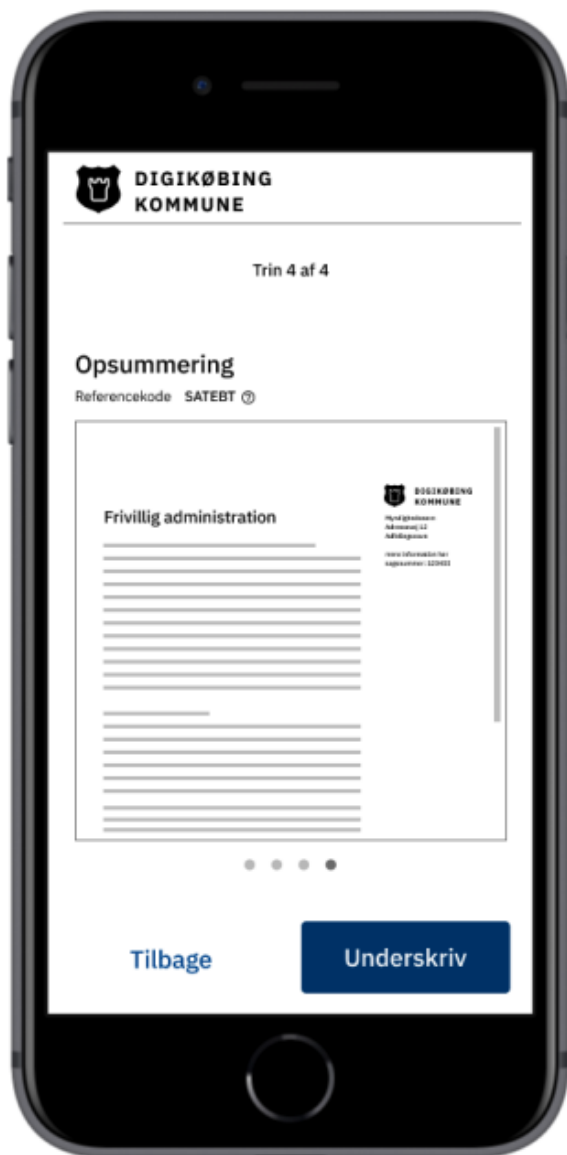 DIGIKØBING
KOMMUNE
Trin 4 af 4
Opsummering
Referencekode SATEBT
DIGIKØBING
KOMMUNE
Frivillig administration
Tilbage
Underskriv